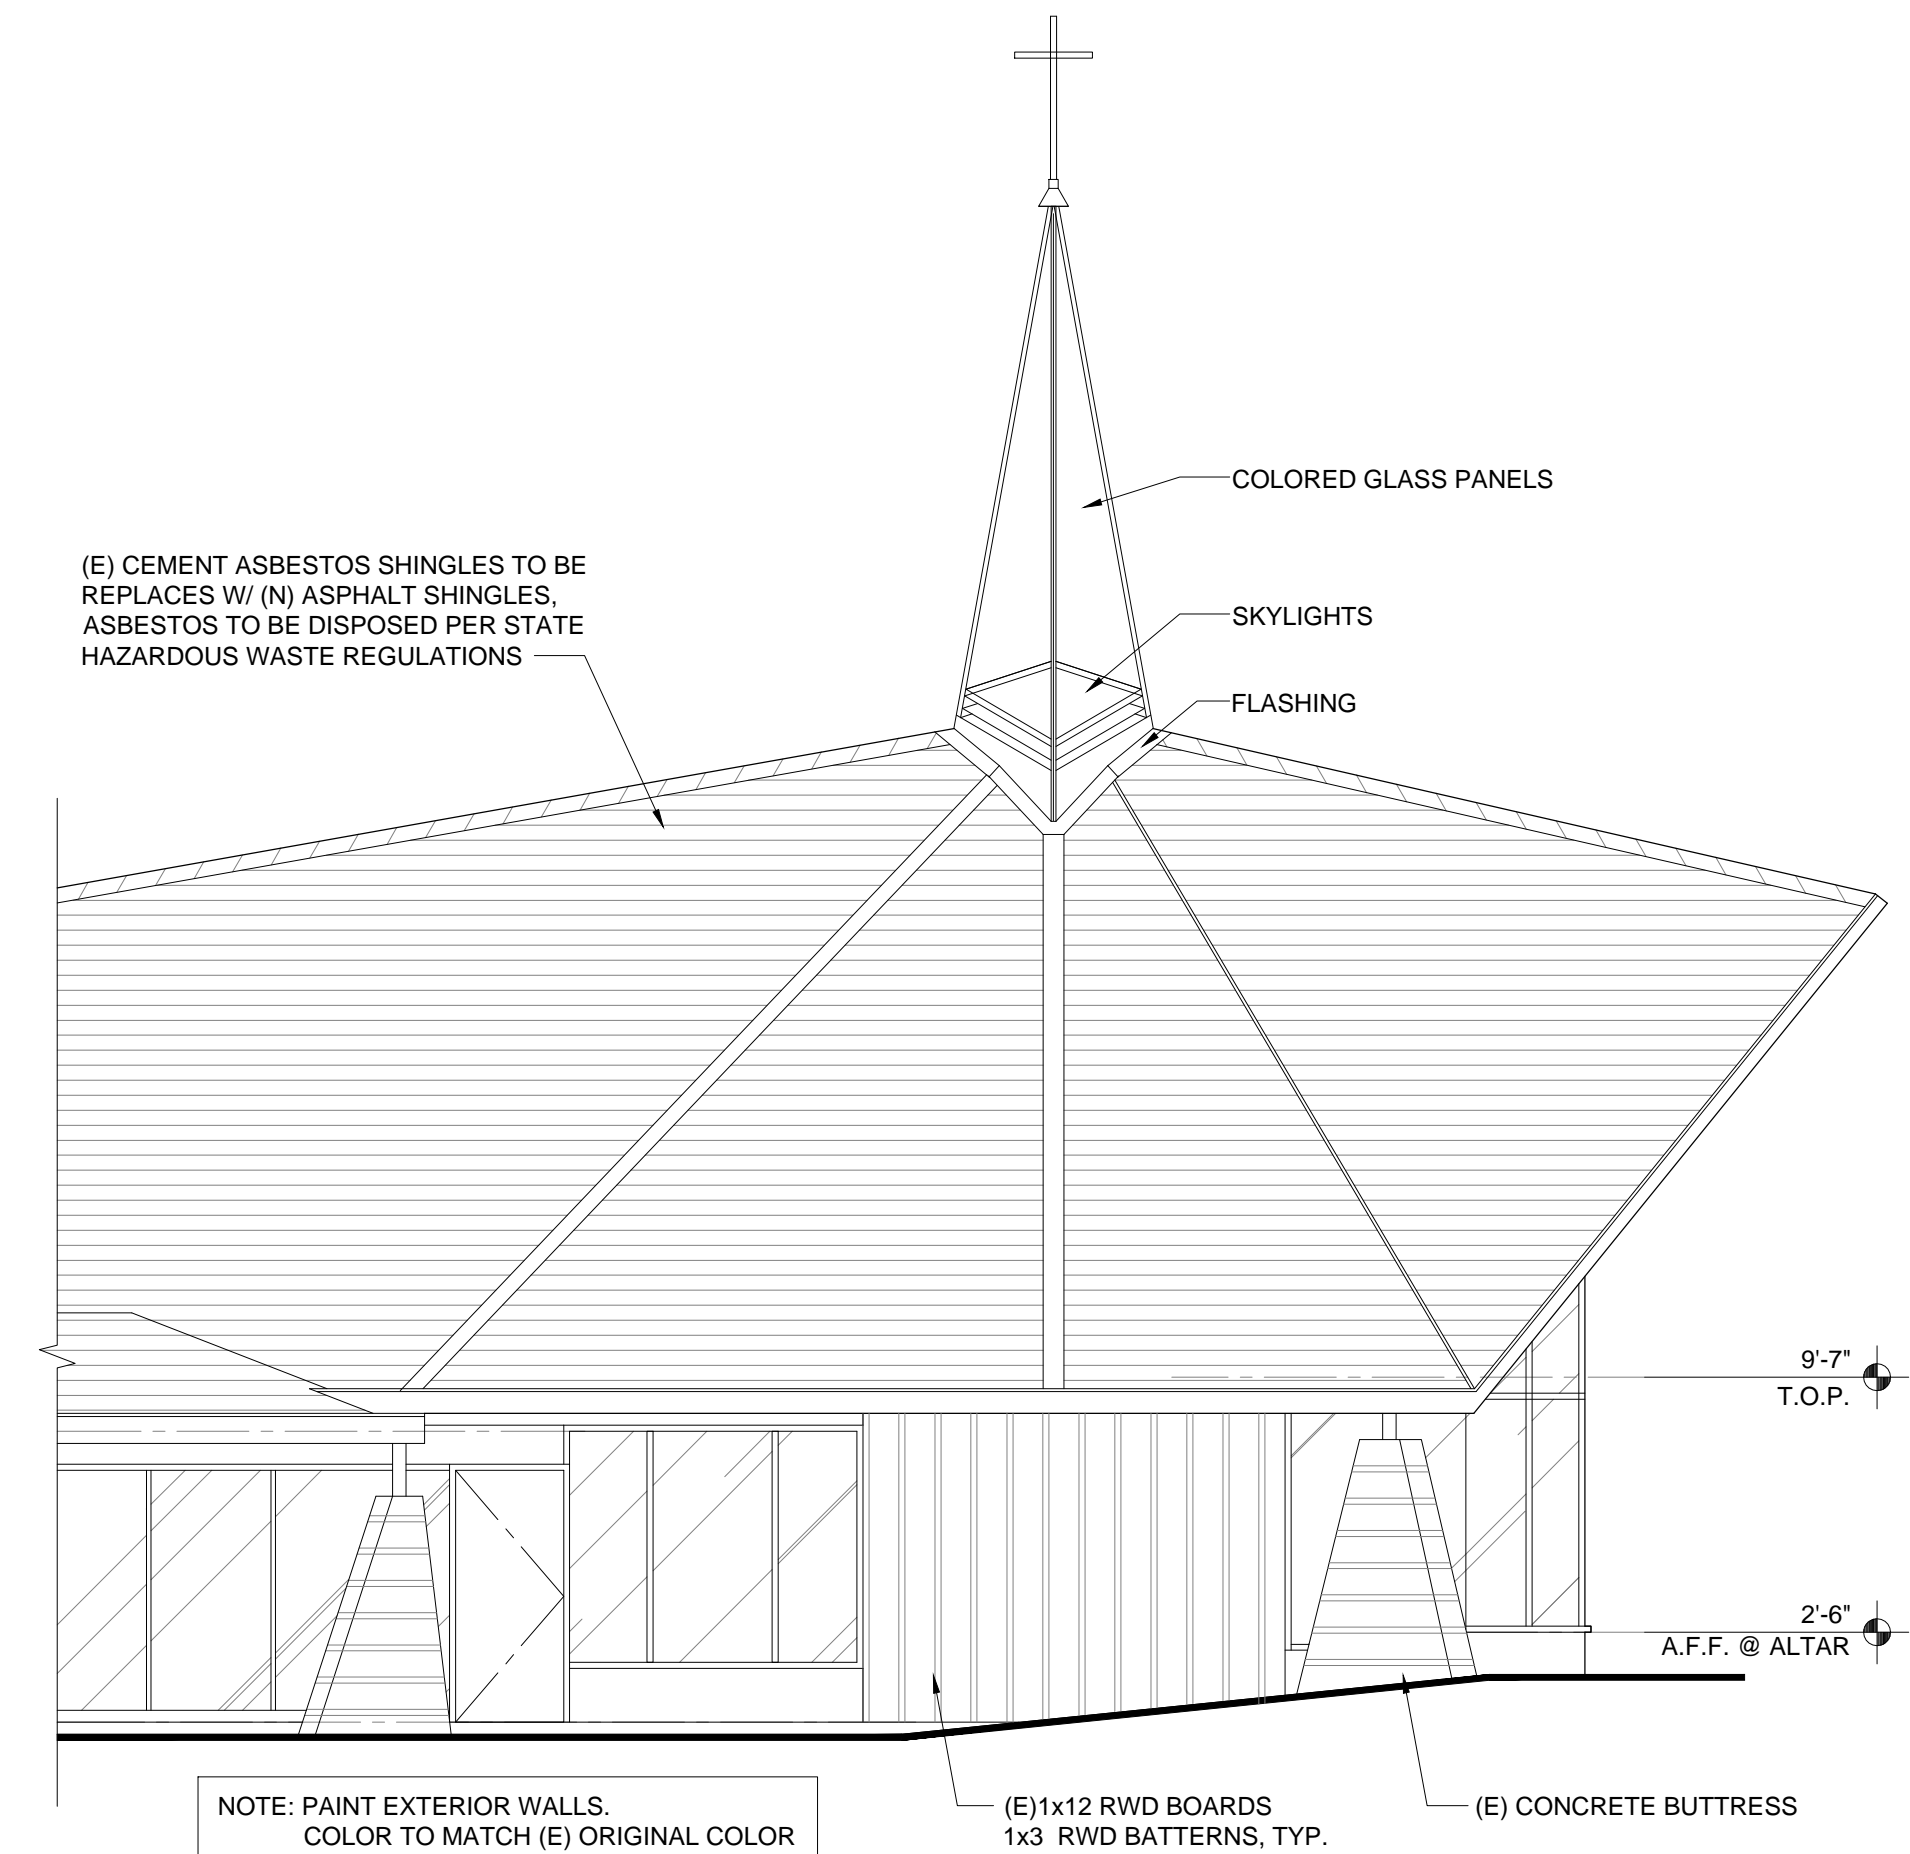 COLORED GLASS PANELS
(E) CEMENT ASBESTOS SHINGLES TO BE
REPLACES W/ (N) ASPHALT SHINGLES,
ASBESTOS TO BE DISPOSED PER STATE
HAZARDOUS WASTE REGULATIONS
SKYLIGHTS
FLASHING
9'-7"
T.O.P.
2'-6"
A.F.F. @ ALTAR
NOTE: PAINT EXTERIOR WALLS.
COLOR TO MATCH (E) ORIGINAL COLOR
(E)1x12 RWD BOARDS
1x3 RWD BATTERNS, TYP.
(E) CONCRETE BUTTRESS